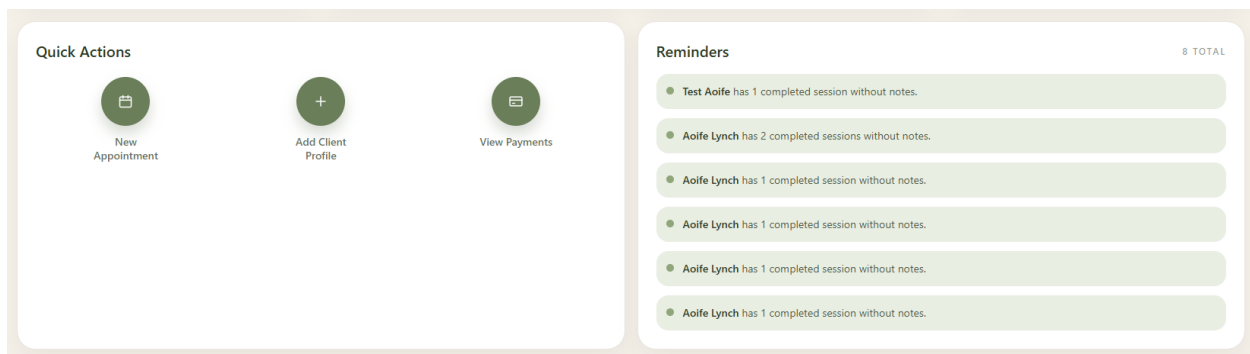 Quick Actions
New
Appointment
Add Client
Profile
View Payments
Reminders
8 TOTAL
Test Aoife has 1 completed session without notes.
Aoife Lynch has 2 completed sessions without notes.
Aoife Lynch has 1 completed session without notes.
Aoife Lynch has 1 completed session without notes.
Aoife Lynch has 1 completed session without notes.
Aoife Lynch has 1 completed session without notes.